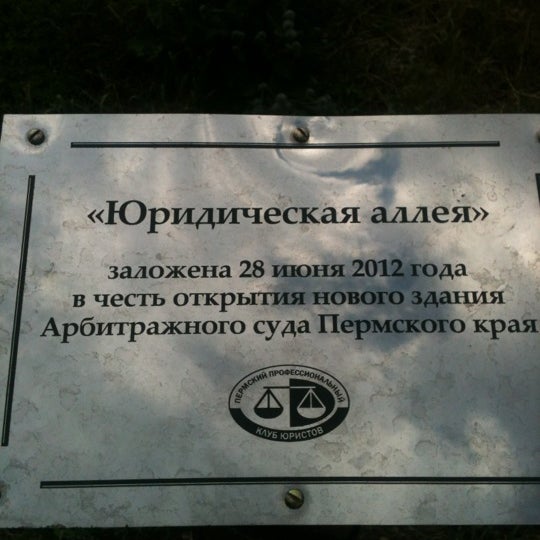 «Юридическая аллея»
заложена 28 июня 2012 года
в честь открытия нового здания
Арбитражного суда Пермского края
ПЕРМСКИЙ ПРОФЕССИОНАЛЬНЫЙ
КЛУБ ЮРИСТОВ